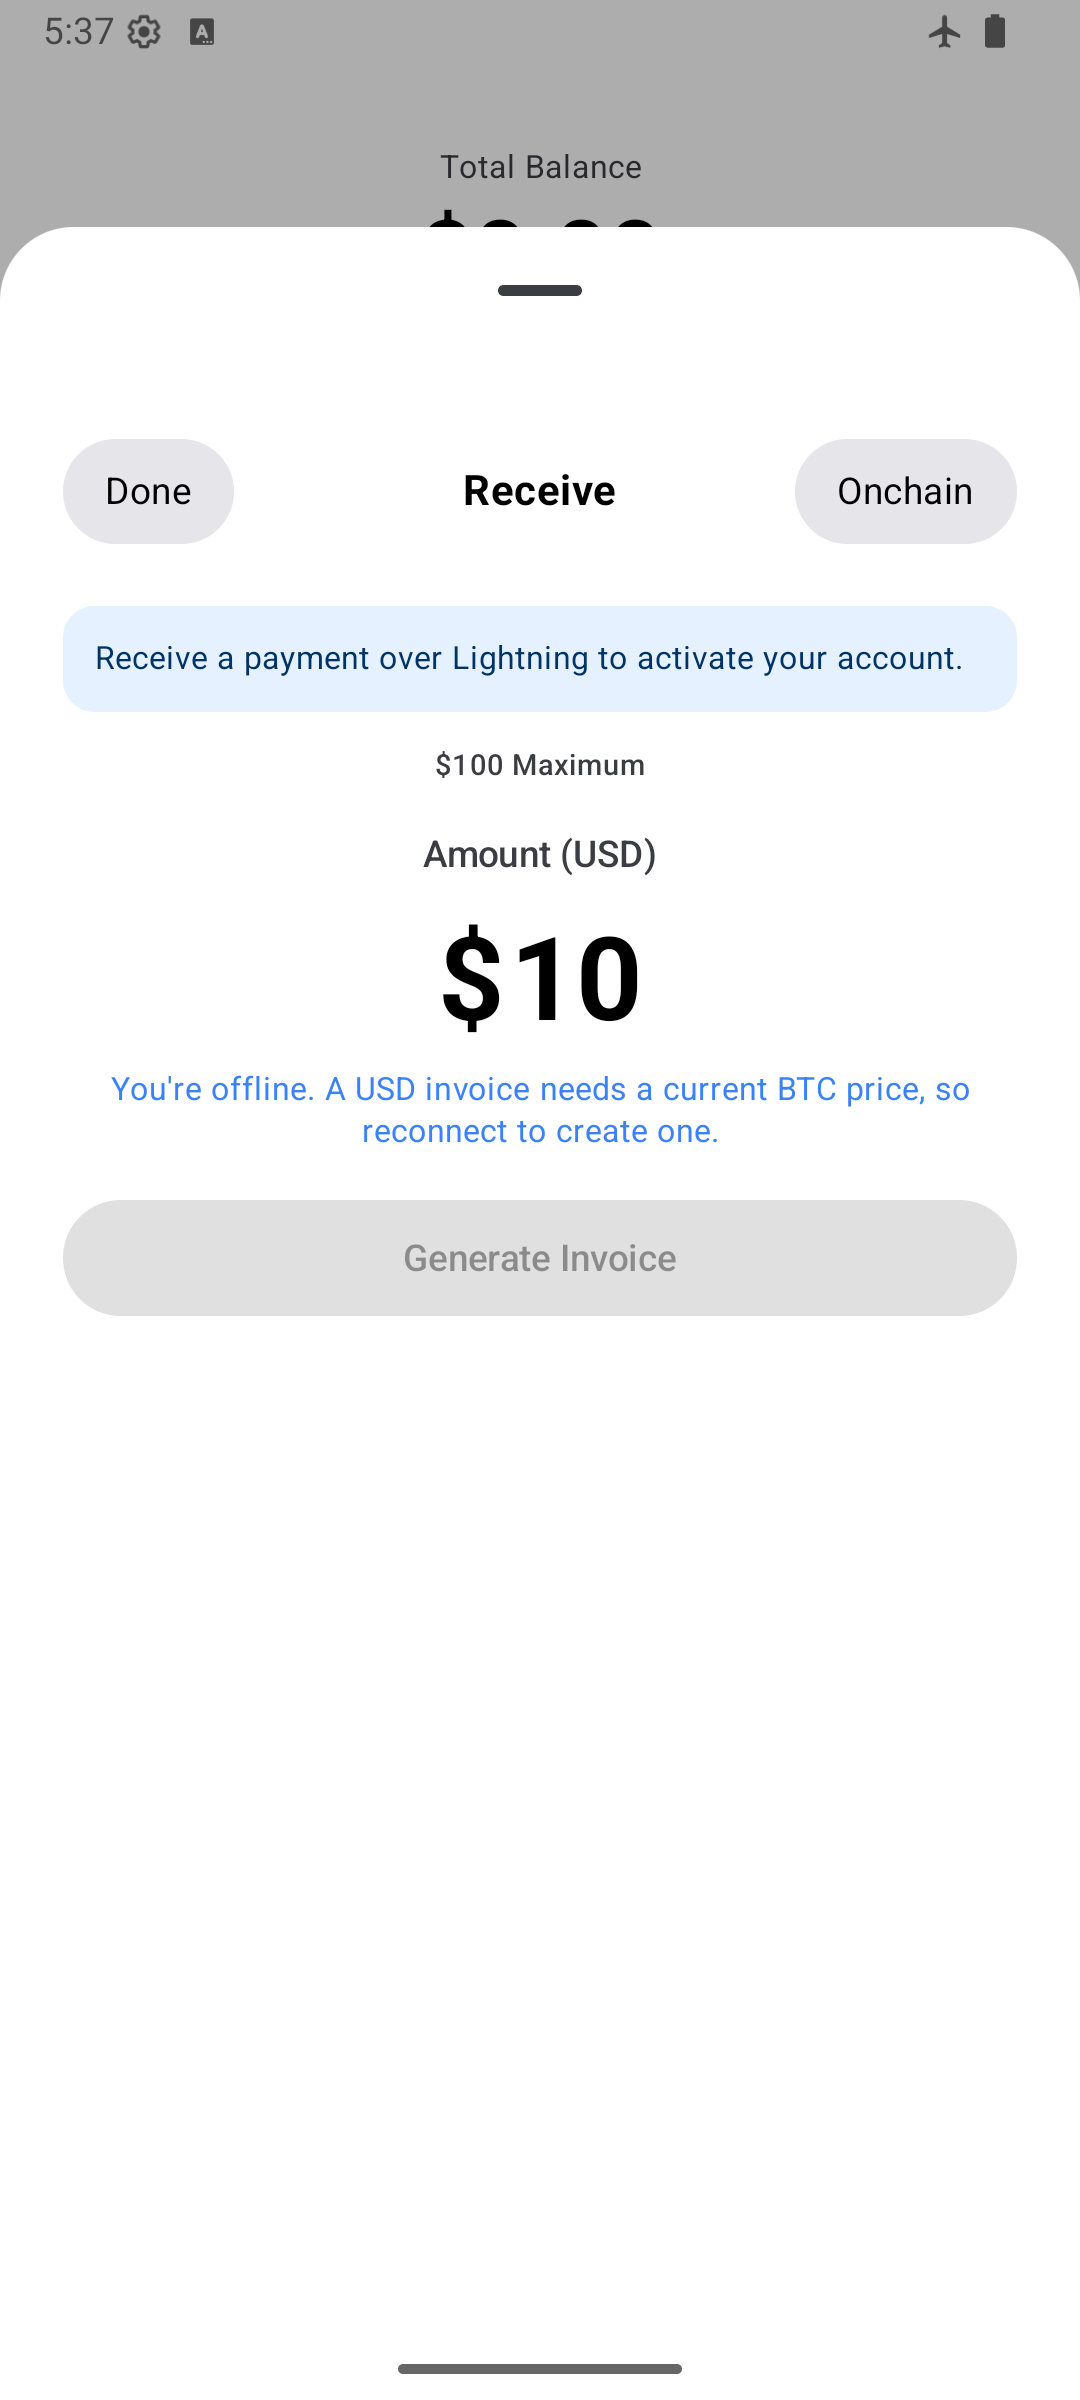 5:37
Total Balance
Done
Receive
Onchain
Receive a payment over Lightning to activate your account.
$100 Maximum
Amount (USD)
$10
You're offline. A USD invoice needs a current BTC price, so
reconnect to create one.
Generate Invoice